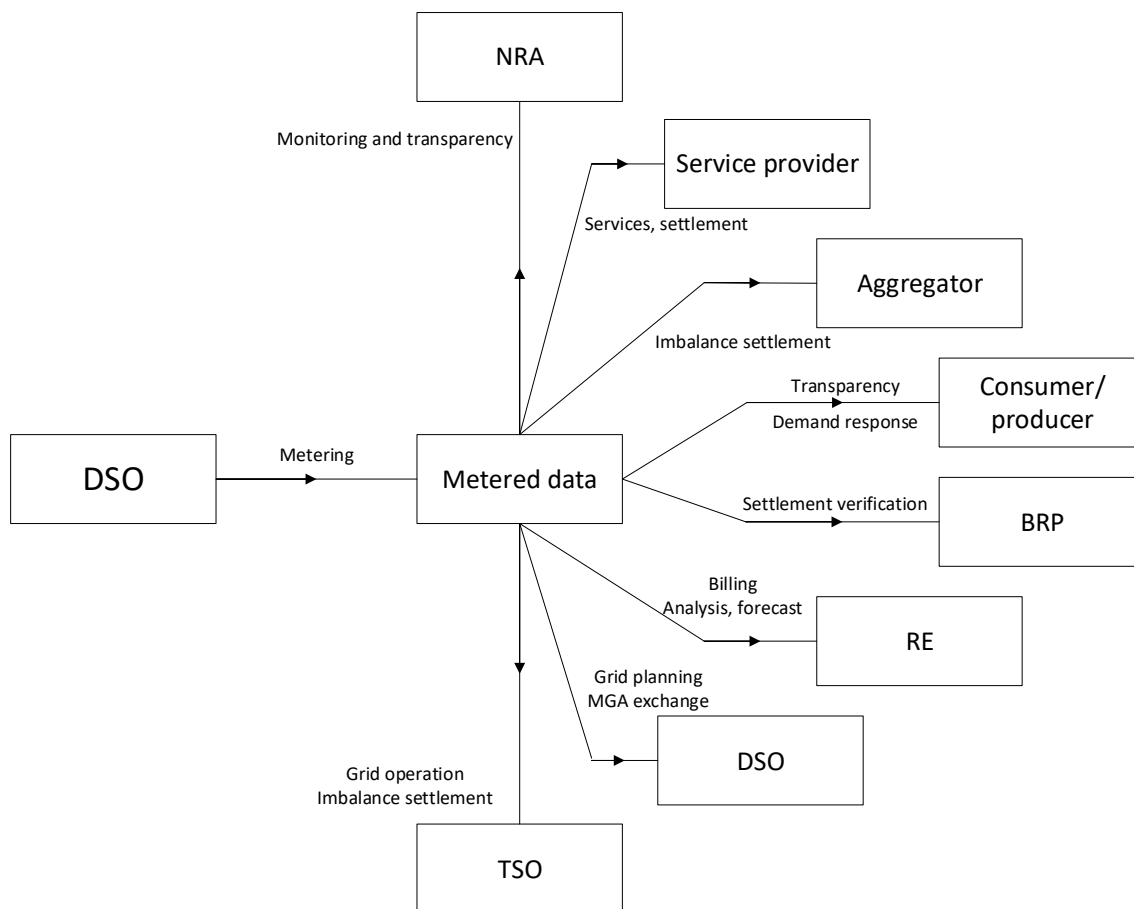 NRA
Monitoring and transparency
Service provider
Services, settlement
Aggregator
Imbalance settlement
Transparency
Demand response
Consumer/
producer
DSO
Metering
Metered data
Settlement verification
BRP
Billing
Analysis, forecast
RE
Grid planning
MGA exchange
DSO
Grid operation
Imbalance settlement
TSO